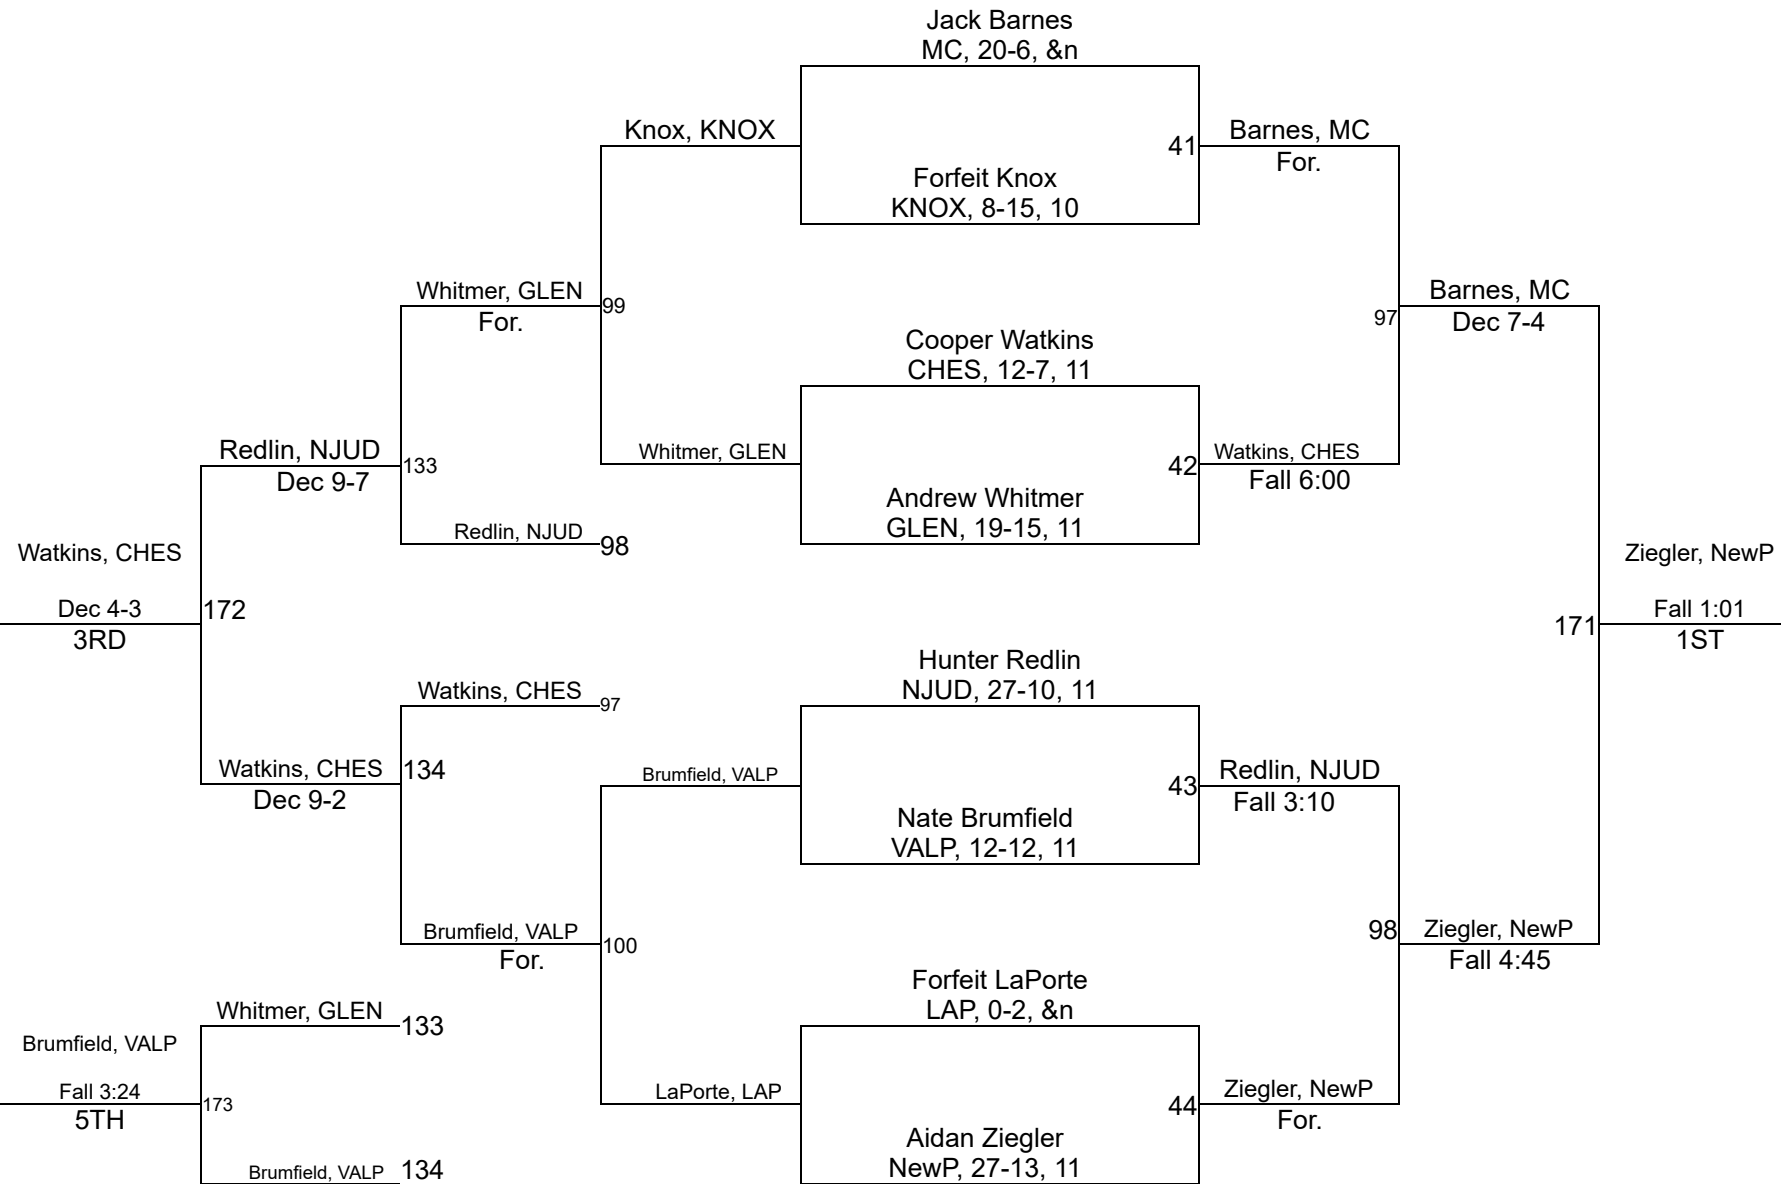 Jack Barnes
MC, 20-6, &n
Knox, KNOX
41
Barnes, MC
For.
Forfeit Knox
KNOX, 8-15, 10
Whitmer, GLEN
For.
99
Barnes, MC
Dec 7-4
97
Cooper Watkins
CHES, 12-7, 11
Redlin, NJUD
Dec 9-7
133
Whitmer, GLEN
42
Watkins, CHES
Fall 6:00
Andrew Whitmer
GLEN, 19-15, 11
Redlin, NJUD
98
Watkins, CHES
Dec 4-3
3RD
172
Ziegler, NewP
Fall 1:01
1ST
171
Hunter Redlin
NJUD, 27-10, 11
Watkins, CHES
97
Watkins, CHES
Dec 9-2
134
Brumfield, VALP
43
Redlin, NJUD
Fall 3:10
Nate Brumfield
VALP, 12-12, 11
Brumfield, VALP
For.
100
98
Ziegler, NewP
Fall 4:45
Forfeit LaPorte
LAP, 0-2, &n
Whitmer, GLEN
133
Brumfield, VALP
Fall 3:24
5TH
173
LaPorte, LAP
44
Ziegler, NewP
For.
Aidan Ziegler
NewP, 27-13, 11
Brumfield, VALP
134